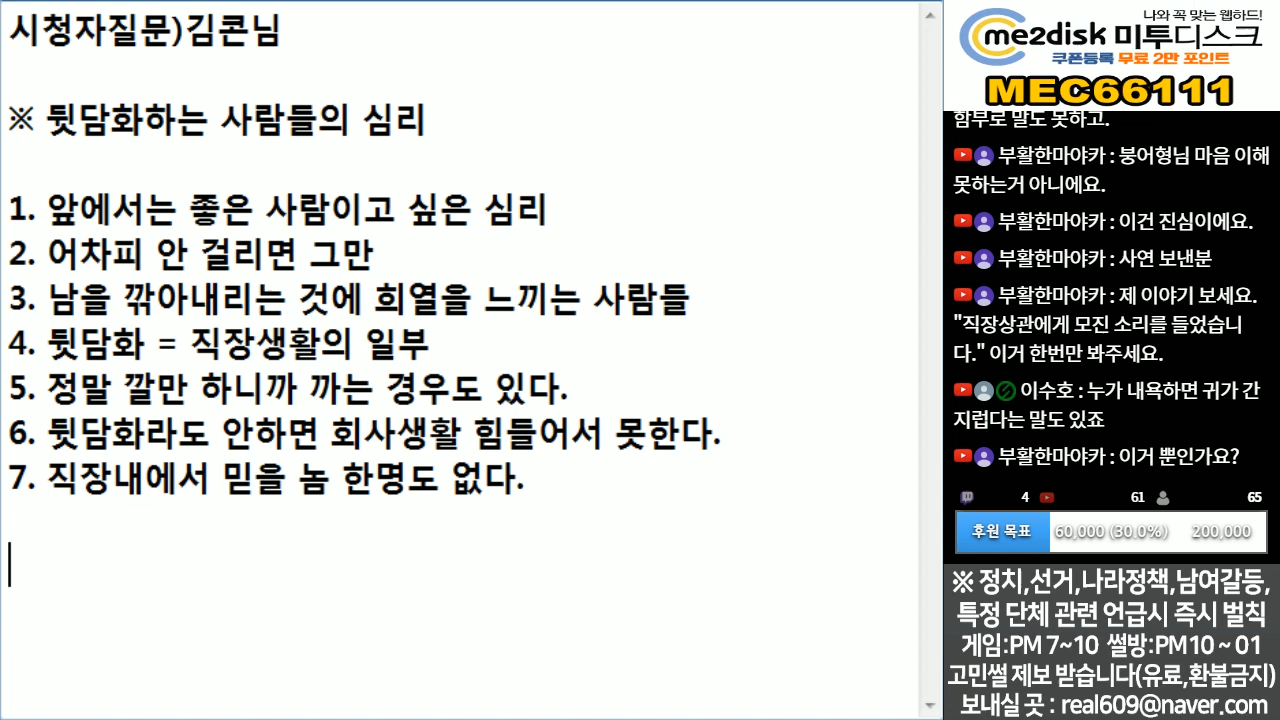 시청자질문)김콘님
※ 뒷담화하는 사람들의 심리
1. 앞에서는 좋은 사람이고 싶은 심리
2. 어차피 안 걸리면 그만
3. 남을 깎아내리는 것에 희열을 느끼는 사람들
4. 뒷담화 = 직장생활의 일부
5. 정말 깔만 하니까 까는 경우도 있다.
6. 뒷담화라도 안하면 회사생활 힘들어서 못한다.
7. 직장내에서 믿을 놈 한명도 없다.
나와 꼭 맞는 웹하드!
me2disk 미투디스크
쿠폰등록 무료 2만 포인트
MEC66111
함부로 말도 못하고.
부활한마야카 : 붕어형님 마음 이해
못하는거 아니에요.
부활한마야카 : 이건 진심이에요.
부활한마야카 : 사연 보낸분
부활한마야카 : 제 이야기 보세요.
"직장상관에게 모진 소리를 들었습니
다." 이거 한번만 봐주세요.
이수호 : 누가 내욕하면 귀가 간
지럽다는 말도 있죠
부활한마야카 : 이거 뿐인가요?
4 61 65
후원 목표 60,000 (30.0%) 200,000
※ 정치,선거,나라정책,남여갈등,
특정 단체 관련 언급시 즉시 벌칙
게임:PM 7~10 썰방:PM10 ~ 01
고민썰 제보 받습니다(유료,환불금지)
보내실 곳 : real609@naver.com